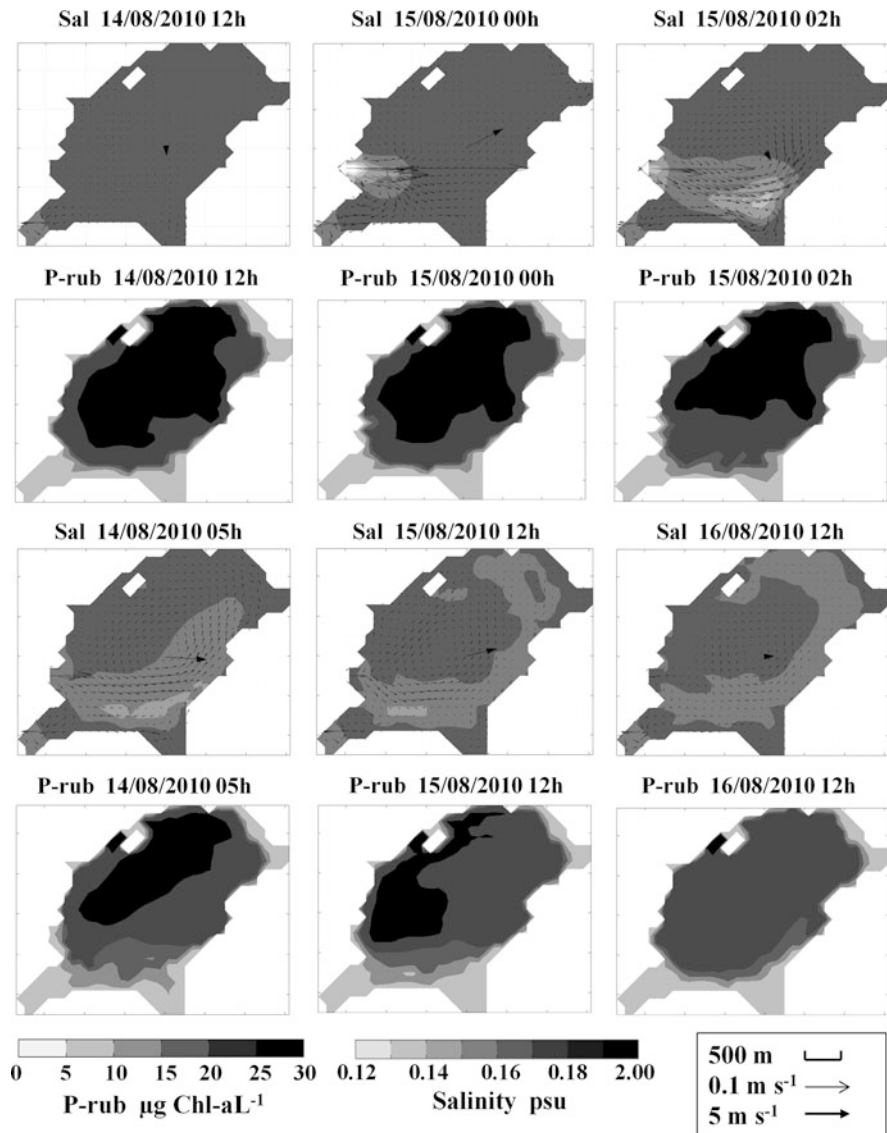 Sal 14/08/2010 12h Sal 15/08/2010 00h Sal 15/08/2010 02h
P-rub 14/08/2010 12h P-rub 15/08/2010 00h P-rub 15/08/2010 02h
Sal 14/08/2010 05h Sal 15/08/2010 12h Sal 16/08/2010 12h
P-rub 14/08/2010 05h P-rub 15/08/2010 12h P-rub 16/08/2010 12h
0 5 10 15 20 25 30
P-rub µg Chl-aL⁻¹
0.12 0.14 0.16 0.18 2.00
Salinity psu
500 m
0.1 m s⁻¹
5 m s⁻¹